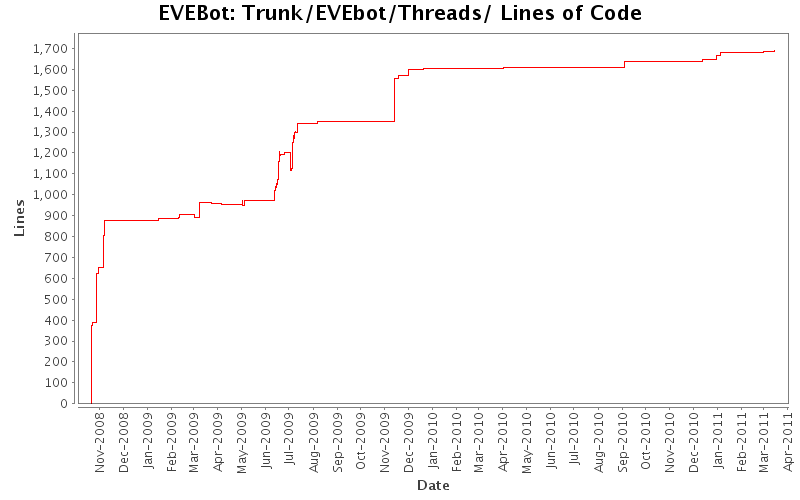 EVEBot: Trunk/EVEbot/Threads/ Lines of Code
Lines
1,700
1,600
1,500
1,400
1,300
1,200
1,100
1,000
900
800
700
600
500
400
300
200
100
0
Nov-2008
Dec-2008
Jan-2009
Feb-2009
Mar-2009
Apr-2009
May-2009
Jun-2009
Jul-2009
Aug-2009
Sep-2009
Oct-2009
Nov-2009
Dec-2009
Jan-2010
Feb-2010
Mar-2010
Apr-2010
May-2010
Jun-2010
Jul-2010
Aug-2010
Sep-2010
Oct-2010
Nov-2010
Dec-2010
Jan-2011
Feb-2011
Mar-2011
Apr-2011
Date